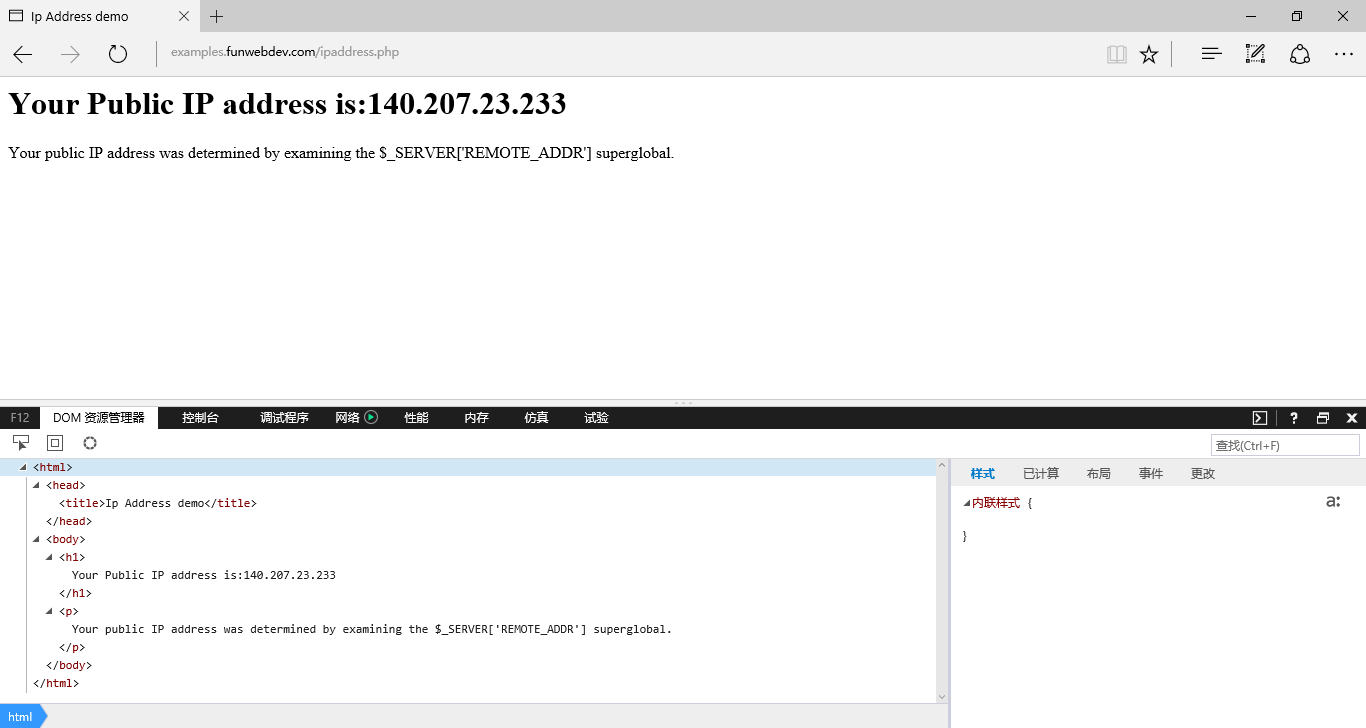 Ip Address demo
examples.funwebdev.com/ipaddress.php
Your Public IP address is:140.207.23.233
Your public IP address was determined by examining the $_SERVER['REMOTE_ADDR'] superglobal.
F12 DOM 资源管理器 控制台 调试程序 网络 性能 内存 仿真 试验 ?
查找(Ctrl+F)
<html>
<head>
<title>Ip Address demo</title>
</head>
<body>
<h1>
Your Public IP address is:140.207.23.233
</h1>
<p>
Your public IP address was determined by examining the $_SERVER['REMOTE_ADDR'] superglobal.
</p>
</body>
</html>
html
样式 已计算 布局 事件 更改
内联样式 { a:
}